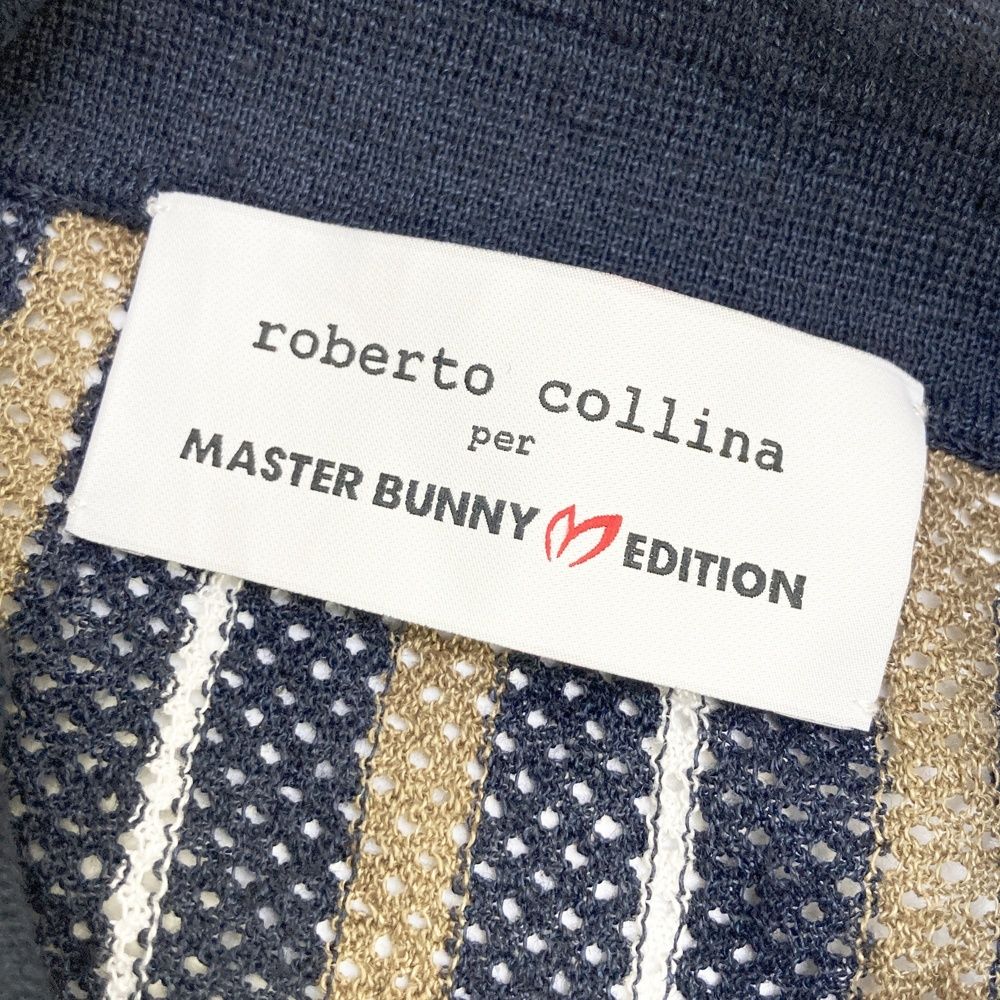 roberto collina
per
MASTER BUNNY EDITION